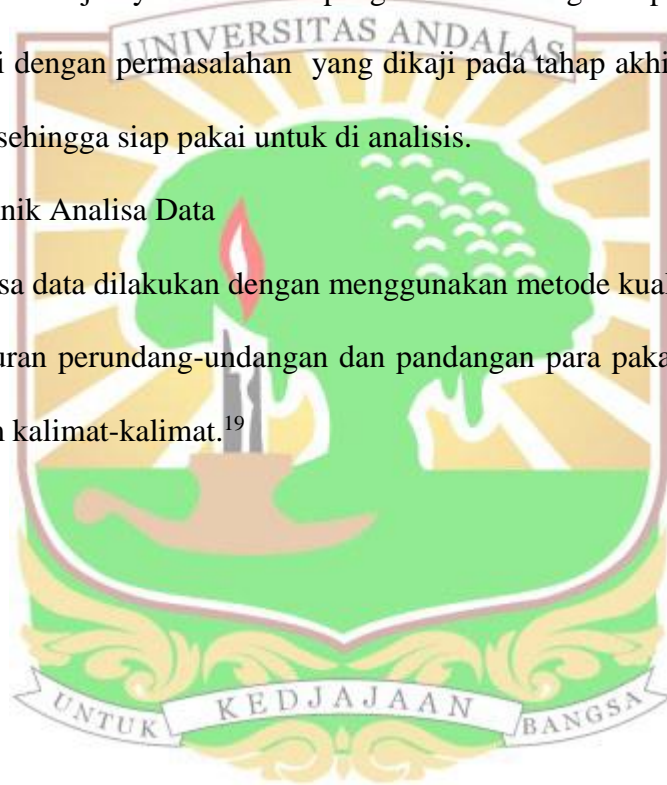 UNIVERSITAS ANDALAS
i dengan permasalahan yang dikaji pada tahap akhi
sehingga siap pakai untuk di analisis.
nik Analisa Data
sa data dilakukan dengan menggunakan metode kual
uran perundang-undangan dan pandangan para paka
n kalimat-kalimat.19
UNTUK KEDJAJAAN BANGSA